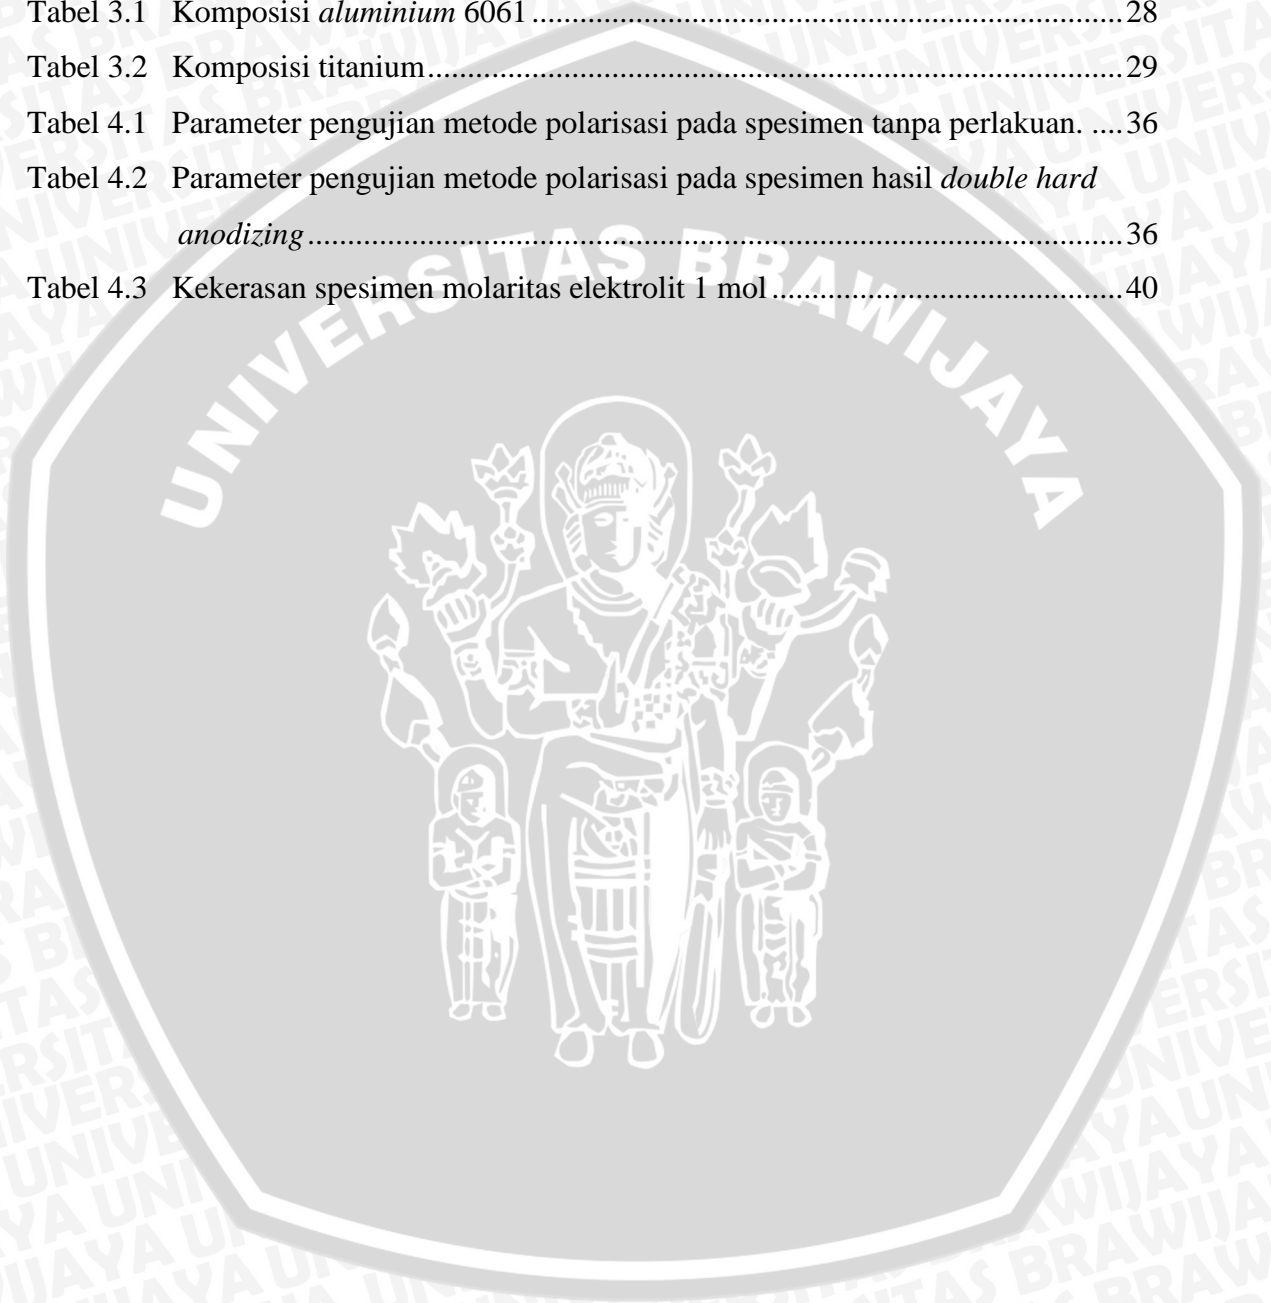 Tabel 3.1 Komposisi aluminium 6061 ........................................................................... 28
Tabel 3.2 Komposisi titanium........................................................................................ 29
Tabel 4.1 Parameter pengujian metode polarisasi pada spesimen tanpa perlakuan. ....36
Tabel 4.2 Parameter pengujian metode polarisasi pada spesimen hasil double hard
anodizing ....................................................................................................... 36
Tabel 4.3 Kekerasan spesimen molaritas elektrolit 1 mol ............................................ 40
UNIVERSITAS BRAWIJAYA